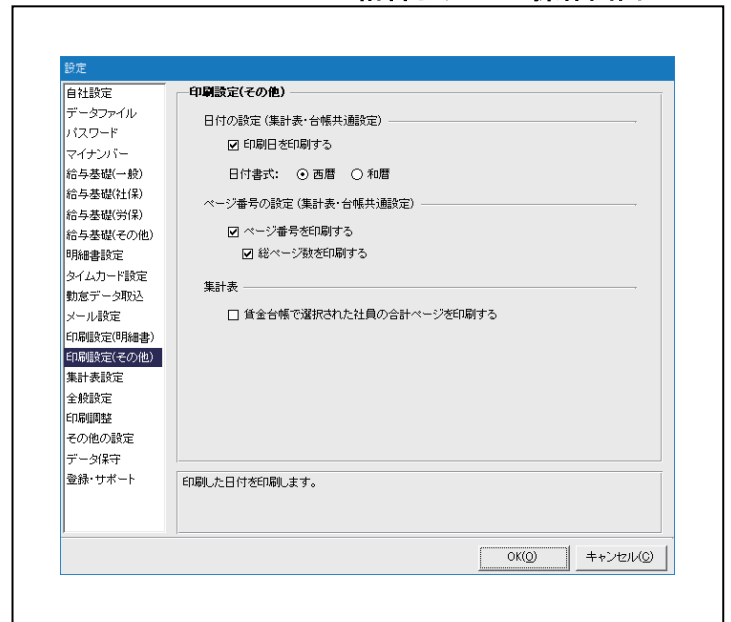 設定
自社設定
データファイル
パスワード
マイナンバー
給与基礎(一般)
給与基礎(社保)
給与基礎(労保)
給与基礎(その他)
明細書設定
タイムカード設定
勤怠データ取込
メール設定
印刷設定(明細書)
印刷設定(その他)
集計表設定
全般設定
印刷調整
その他の設定
データ保守
登録・サポート
印刷設定(その他)
日付の設定(集計表・台帳共通設定)
印刷日を印刷する
日付書式: 西暦 和暦
ページ番号の設定(集計表・台帳共通設定)
ページ番号を印刷する
総ページ数を印刷する
集計表
賃金台帳で選択された社員の合計ページを印刷する
印刷した日付を印刷します。
OK(O) キャンセル(C)